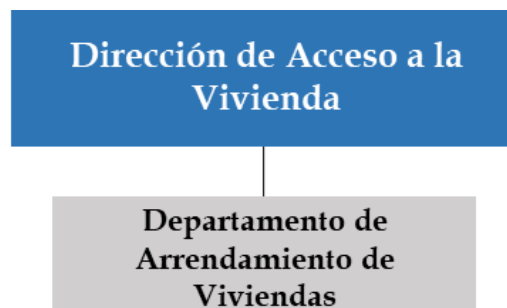 Dirección de Acceso a la
Vivienda
Departamento de
Arrendamiento de
Viviendas